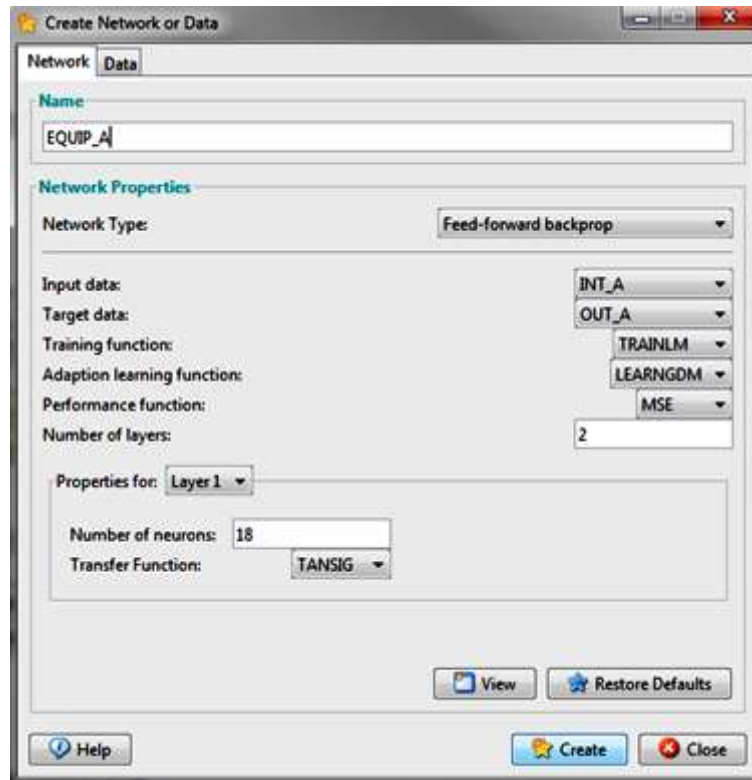 Create Network or Data
Network Data
Name
EQUIP_A
Network Properties
Network Type: Feed-forward backprop
Input data: INT_A
Target data: OUT_A
Training function: TRAINLM
Adaption learning function: LEARNGDM
Performance function: MSE
Number of layers: 2
Properties for: Layer 1
Number of neurons: 18
Transfer Function: TANSIG
View Restore Defaults
Help Create Close